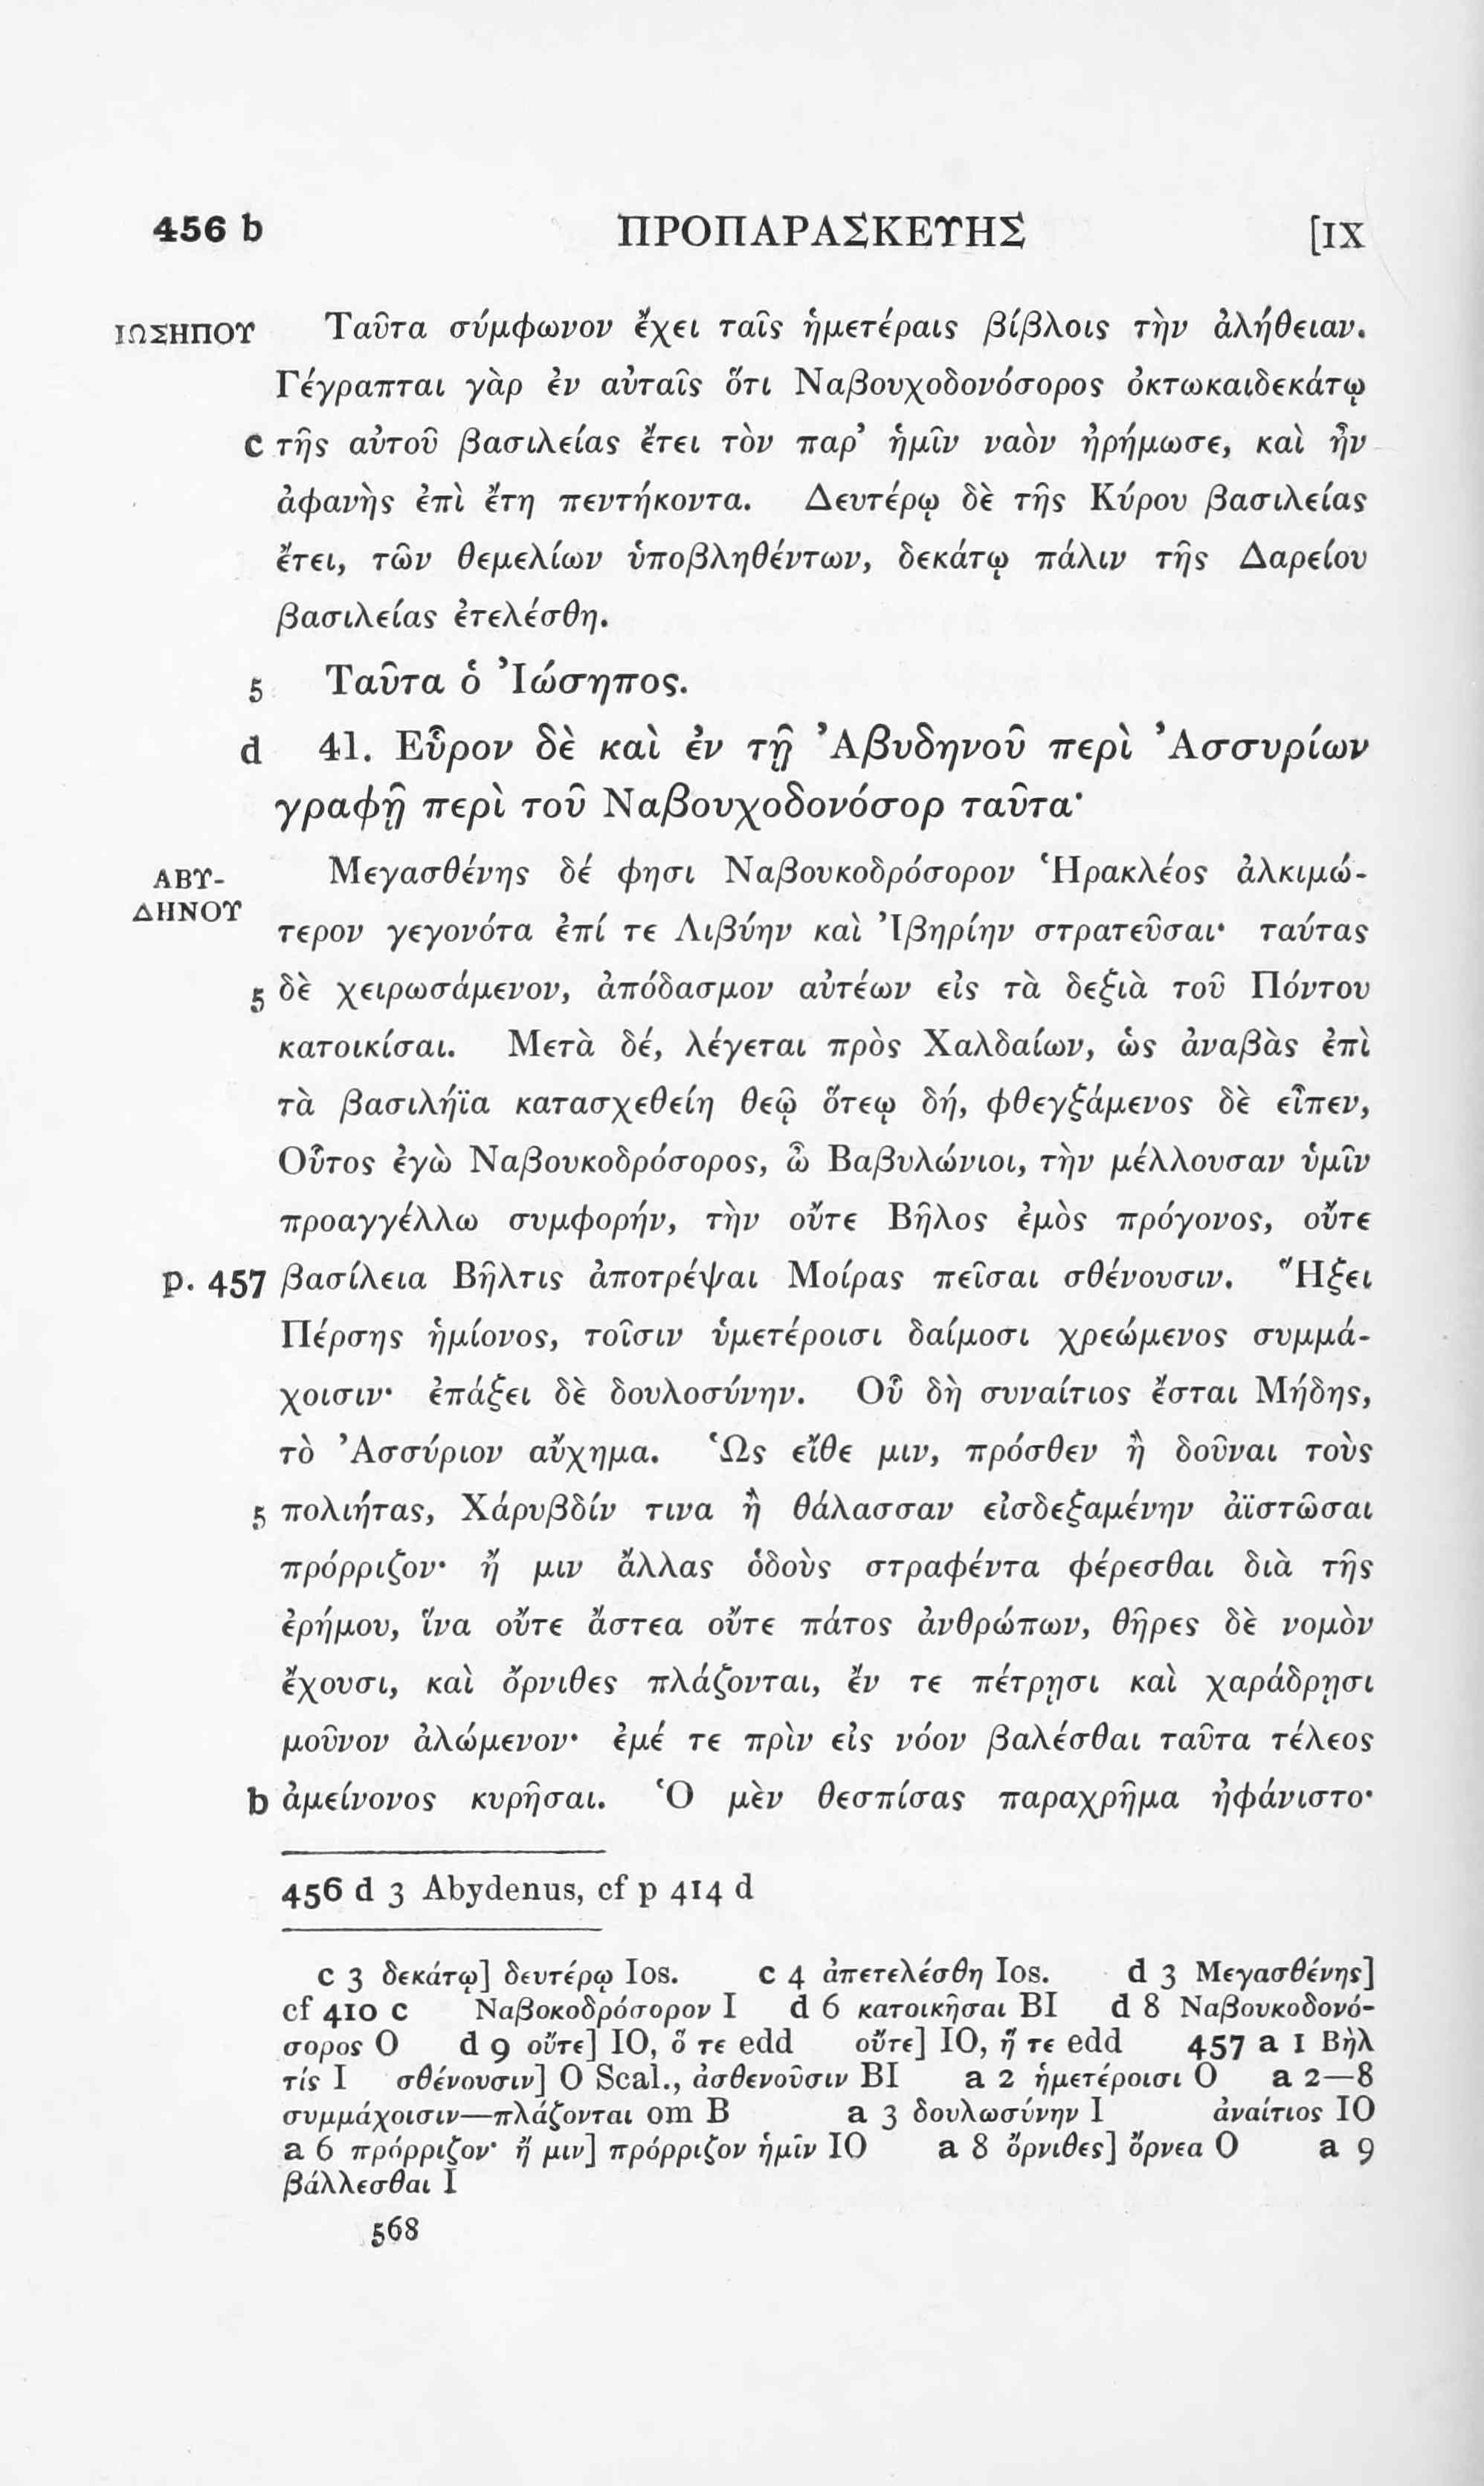 456 b ΠΡΟΠΑΡΑΣΚΕΥΗΣ [IX
ΙΩΣΗΠΟΥ Ταῦτα σύμφωνον ἔχει ταῖς ἡμετέραις βίβλοις τὴν ἀλήθειαν.
Γέγραπται γὰρ ἐν αὐταῖς ὅτι Ναβουχοδονόσορος ὀκτωκαιδεκάτῳ
c τῆς αὐτοῦ βασιλείας ἔτει τὸν παρ’ ἡμῖν ναὸν ἠρήμωσε, καὶ ἦν
ἀφανὴς ἐπὶ ἔτη πεντήκοντα. Δευτέρῳ δὲ τῆς Κύρου βασιλείας
ἔτει, τῶν θεμελίων ὑποβληθέντων, δεκάτῳ πάλιν τῆς Δαρείου
βασιλείας ἐτελέσθη.
5 Ταῦτα ὁ Ἰώσηπος.
d 41. Εὗρον δὲ καὶ ἐν τῇ Ἀβυδηνοῦ περὶ Ἀσσυρίων
γραφῇ περὶ τοῦ Ναβουχοδονόσορ ταῦτα·
ΑΒΥ- Μεγασθένης δέ φησι Ναβουκοδρόσορον Ἡρακλέος ἀλκιμώ-
ΔΗΝΟΥ τερον γεγονότα ἐπί τε Λιβύην καὶ Ἰβηρίην στρατεῦσαι· ταύτας
5 δὲ χειρωσάμενον, ἀπόδασμον αὐτέων εἰς τὰ δεξιὰ τοῦ Πόντου
κατοικίσαι. Μετὰ δέ, λέγεται πρὸς Χαλδαίων, ὡς ἀναβὰς ἐπὶ
τὰ βασιλήϊα κατασχεθείη θεῷ ὅτεῳ δή, φθεγξάμενος δὲ εἶπεν,
Οὗτος ἐγὼ Ναβουκοδρόσορος, ὦ Βαβυλώνιοι, τὴν μέλλουσαν ὑμῖν
προαγγέλλω συμφορήν, τὴν οὔτε Βῆλος ἐμὸς πρόγονος, οὔτε
p. 457 βασίλεια Βῆλτις ἀποτρέψαι Μοίρας πεῖσαι σθένουσιν. Ἥξει
Πέρσης ἡμίονος, τοῖσιν ὑμετέροισι δαίμοσι χρεώμενος συμμά-
χοισιν· ἐπάξει δὲ δουλοσύνην. Οὗ δὴ συναίτιος ἔσται Μήδης,
τὸ Ἀσσύριον αὔχημα. Ὡς εἴθε μιν, πρόσθεν ἢ δοῦναι τοὺς
5 πολιήτας, Χάρυβδίν τινα ἢ θάλασσαν εἰσδεξαμένην ἀϊστῶσαι
πρόρριζον· ἤ μιν ἄλλας ὁδοὺς στραφέντα φέρεσθαι διὰ τῆς
ἐρήμου, ἵνα οὔτε ἄστεα οὔτε πάτος ἀνθρώπων, θῆρες δὲ νομὸν
ἔχουσι, καὶ ὄρνιθες πλάζονται, ἔν τε πέτρῃσι καὶ χαράδρῃσι
μοῦνον ἀλώμενον· ἐμέ τε πρὶν εἰς νόον βαλέσθαι ταῦτα τέλεος
b ἀμείνονος κυρῆσαι. Ὁ μὲν θεσπίσας παραχρῆμα ἠφάνιστο·
456 d 3 Abydenus, cf p 414 d
c 3 δεκάτῳ] δευτέρῳ Ios. c 4 ἀπετελέσθη Ios. d 3 Μεγασθένης]
cf 410 c Ναβοκοδρόσορον I d 6 κατοικῆσαι BI d 8 Ναβουκοδονό-
σορος O d 9 οὔτε] IO, ὅ τε edd οὔτε] IO, ἥ τε edd 457 a 1 Βὴλ
τίς I σθένουσιν] O Scal., ἀσθενοῦσιν BI a 2 ἡμετέροισι O a 2—8
συμμάχοισιν—πλάζονται om B a 3 δουλωσύνην I ἀναίτιος IO
a 6 πρόρριζον· ἤ μιν] πρόρριζον ἡμῖν IO a 8 ὄρνιθες] ὄρνεα O a 9
βάλλεσθαι I
568